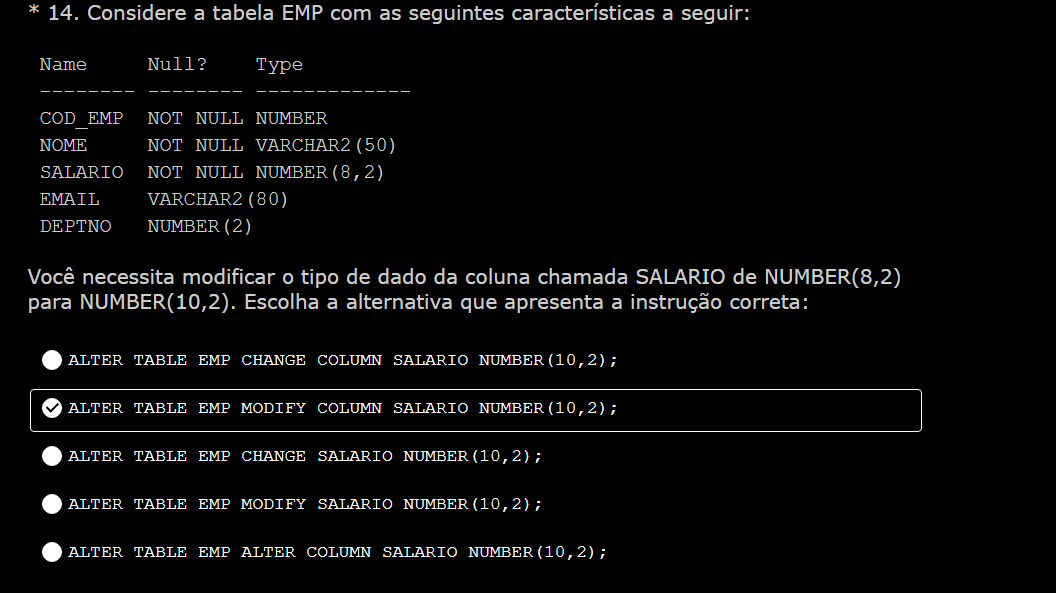 * 14. Considere a tabela EMP com as seguintes características a seguir:
Name     Null?    Type
-------- -------- -------------
COD_EMP  NOT NULL NUMBER
NOME     NOT NULL VARCHAR2(50)
SALARIO  NOT NULL NUMBER(8,2)
EMAIL    VARCHAR2(80)
DEPTNO   NUMBER(2)
Você necessita modificar o tipo de dado da coluna chamada SALARIO de NUMBER(8,2)
para NUMBER(10,2). Escolha a alternativa que apresenta a instrução correta:
ALTER TABLE EMP CHANGE COLUMN SALARIO NUMBER(10,2);
ALTER TABLE EMP MODIFY COLUMN SALARIO NUMBER(10,2);
ALTER TABLE EMP CHANGE SALARIO NUMBER(10,2);
ALTER TABLE EMP MODIFY SALARIO NUMBER(10,2);
ALTER TABLE EMP ALTER COLUMN SALARIO NUMBER(10,2);